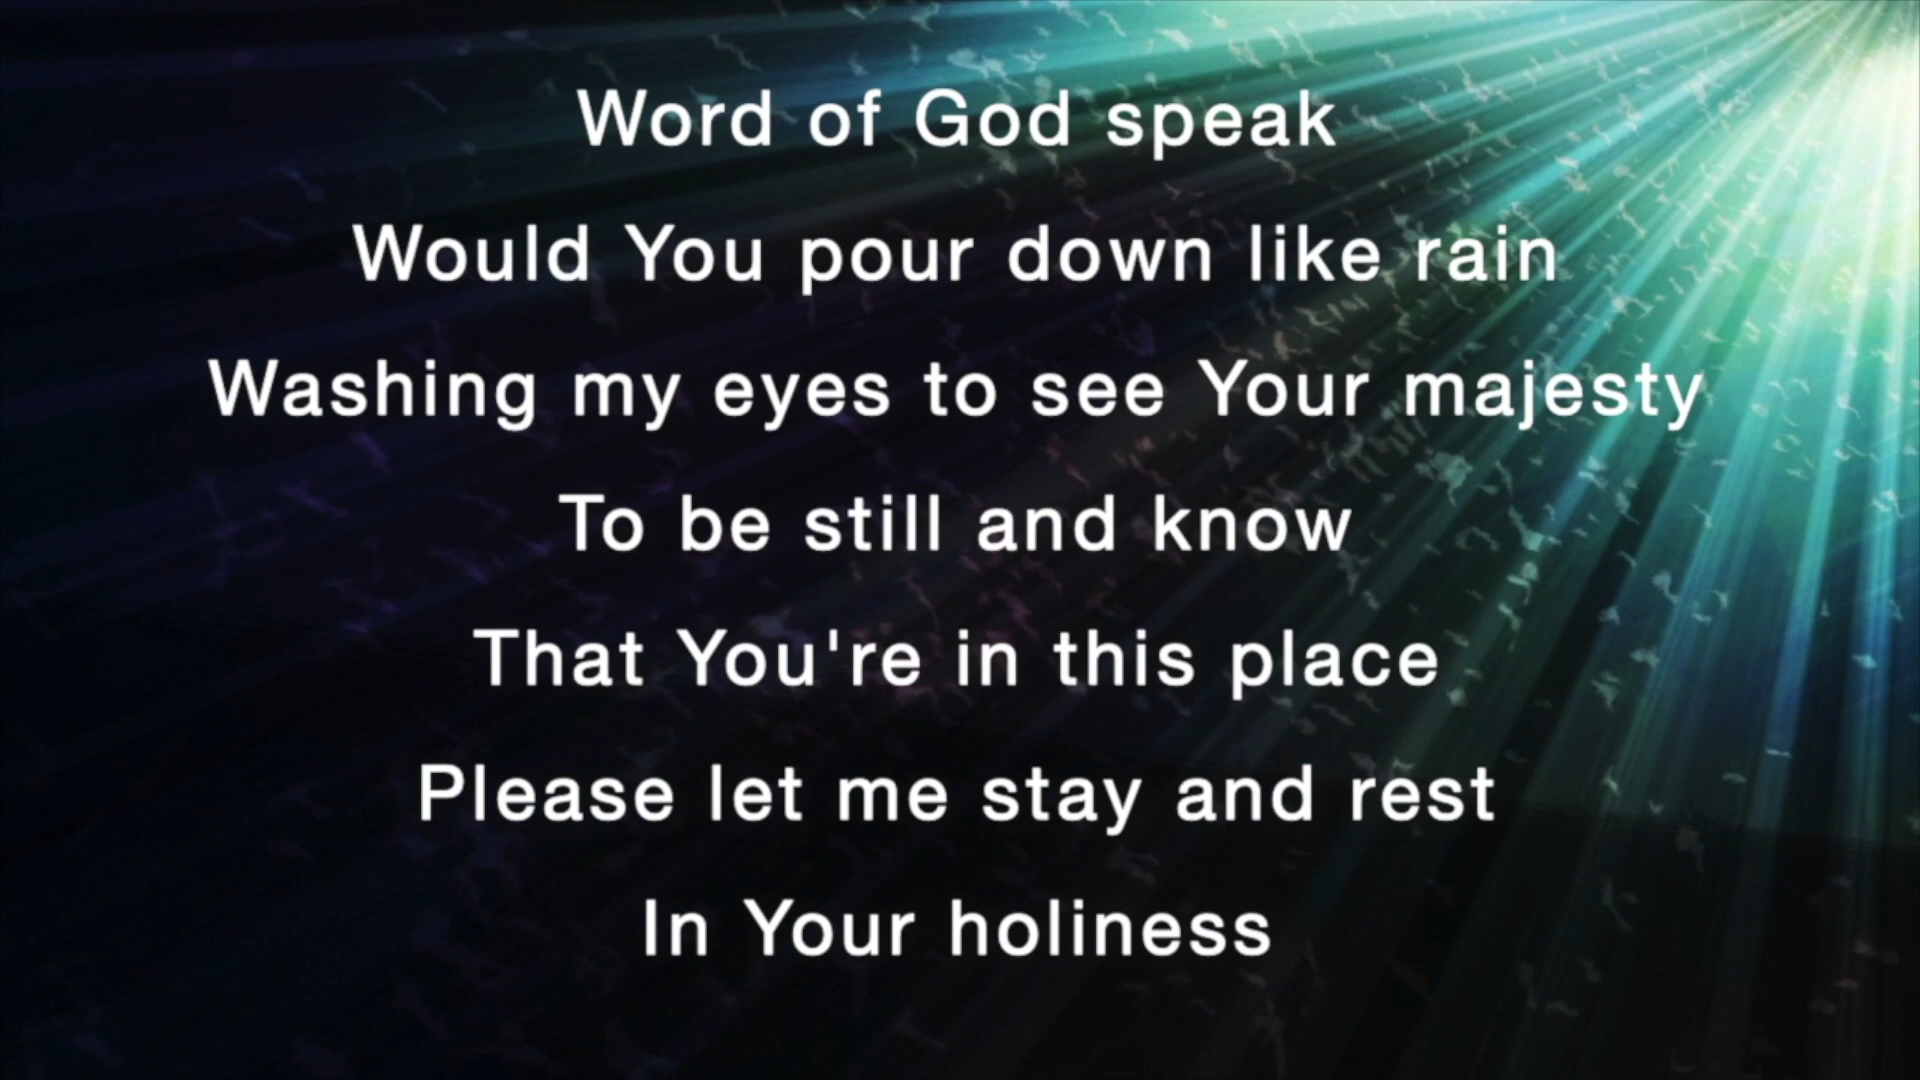 Word of God speak
Would You pour down like rain
Washing my eyes to see Your majesty
To be still and know
That You're in this place
Please let me stay and rest
In Your holiness